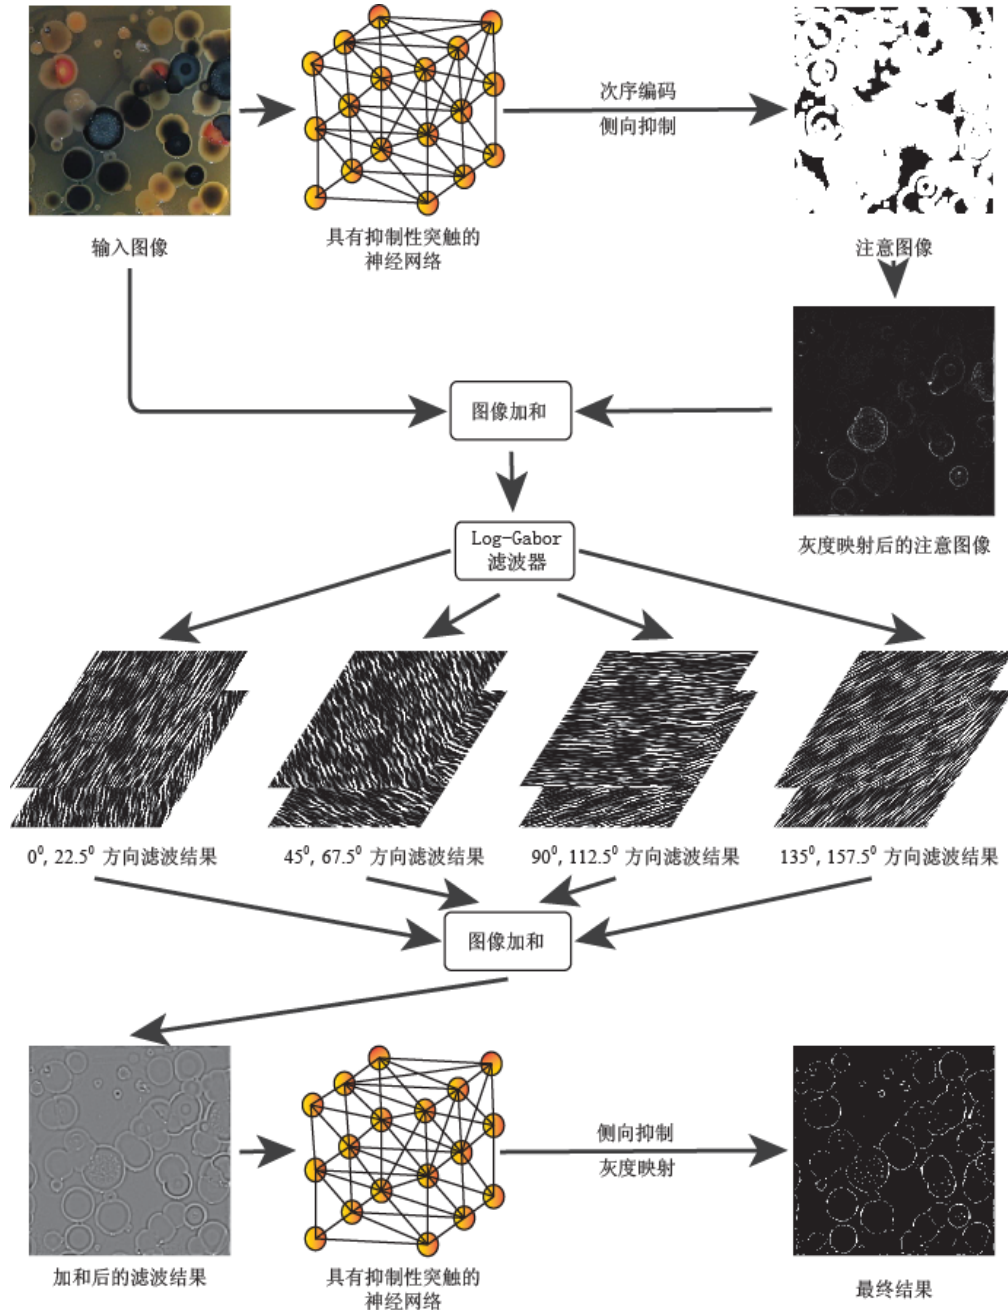 次序编码
侧向抑制
输入图像
具有抑制性突触的
神经网络
注意图像
图像加和
灰度映射后的注意图像
Log-Gabor
滤波器
0⁰, 22.5⁰ 方向滤波结果
45⁰, 67.5⁰ 方向滤波结果
90⁰, 112.5⁰ 方向滤波结果
135⁰, 157.5⁰ 方向滤波结果
图像加和
侧向抑制
灰度映射
加和后的滤波结果
具有抑制性突触的
神经网络
最终结果